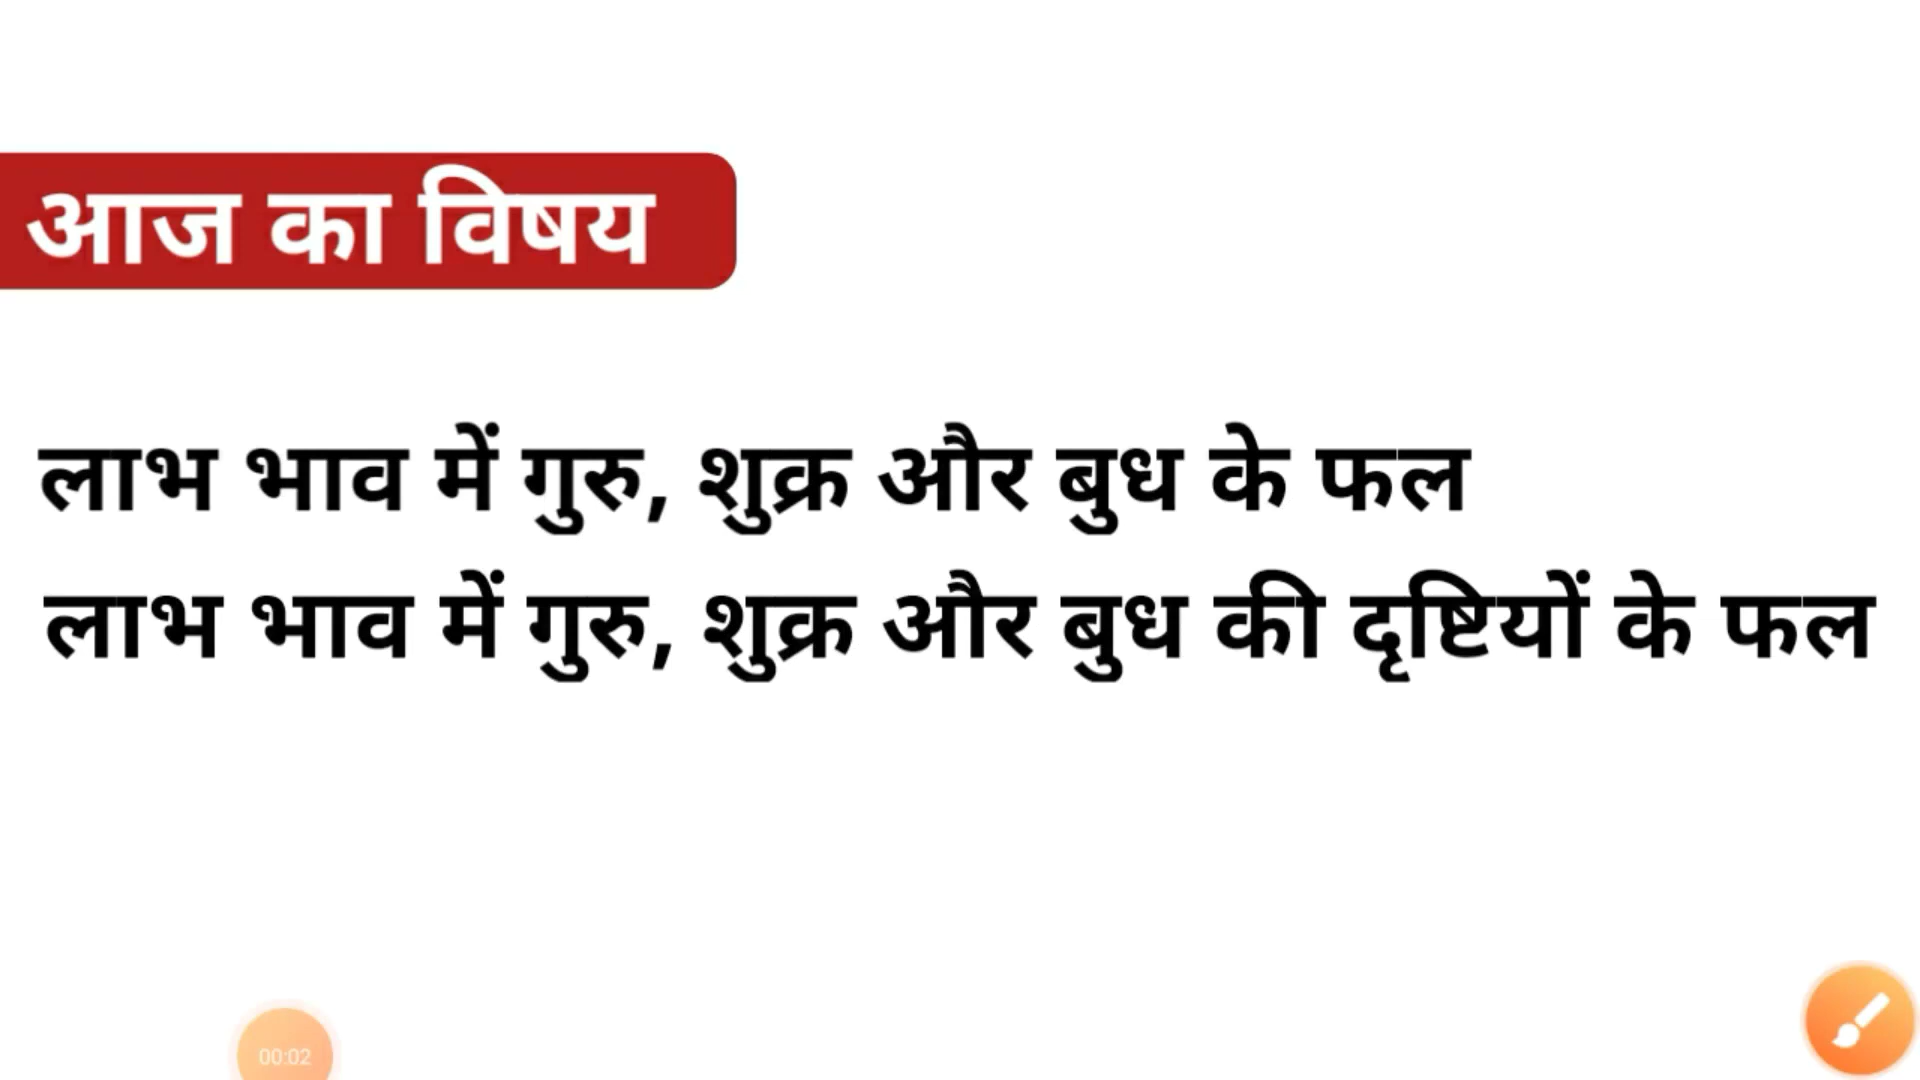 आज का विषय
लाभ भाव में गुरु, शुक्र और बुध के फल
लाभ भाव में गुरु, शुक्र और बुध की दृष्टियों के फल
00:02